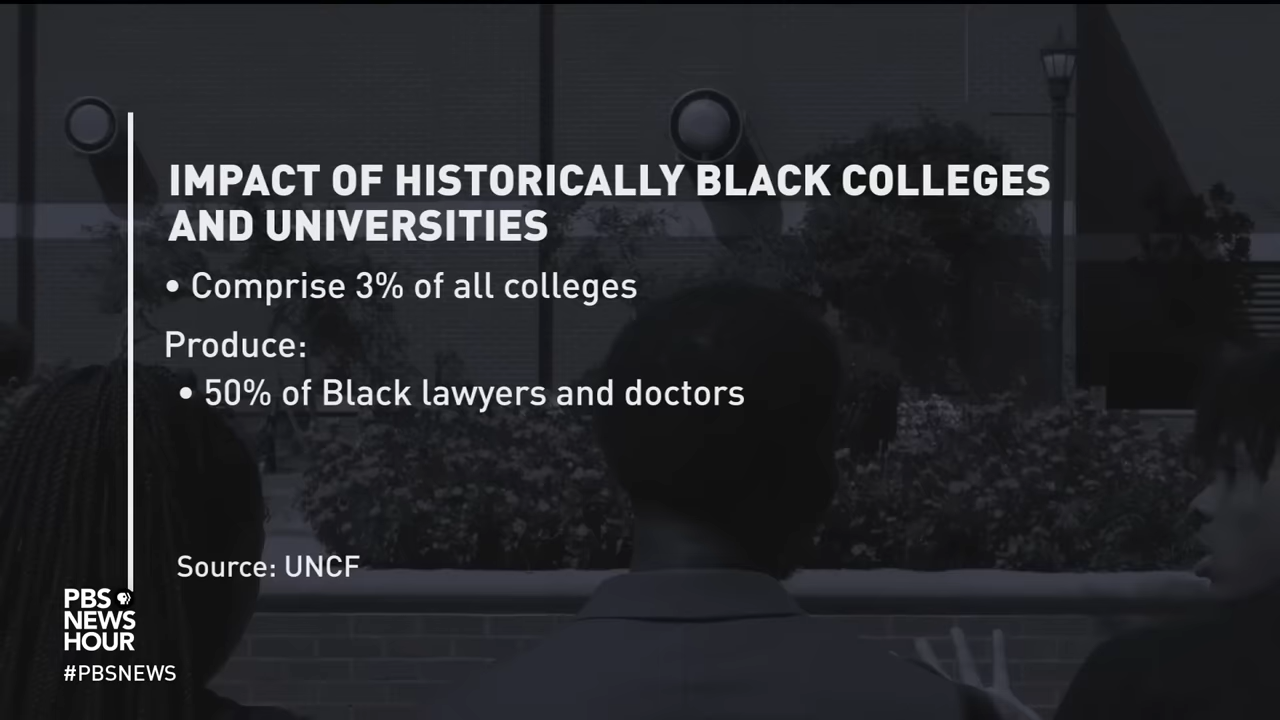 IMPACT OF HISTORICALLY BLACK COLLEGES
AND UNIVERSITIES
• Comprise 3% of all colleges
Produce:
• 50% of Black lawyers and doctors
Source: UNCF
PBS
NEWS
HOUR
#PBSNEWS